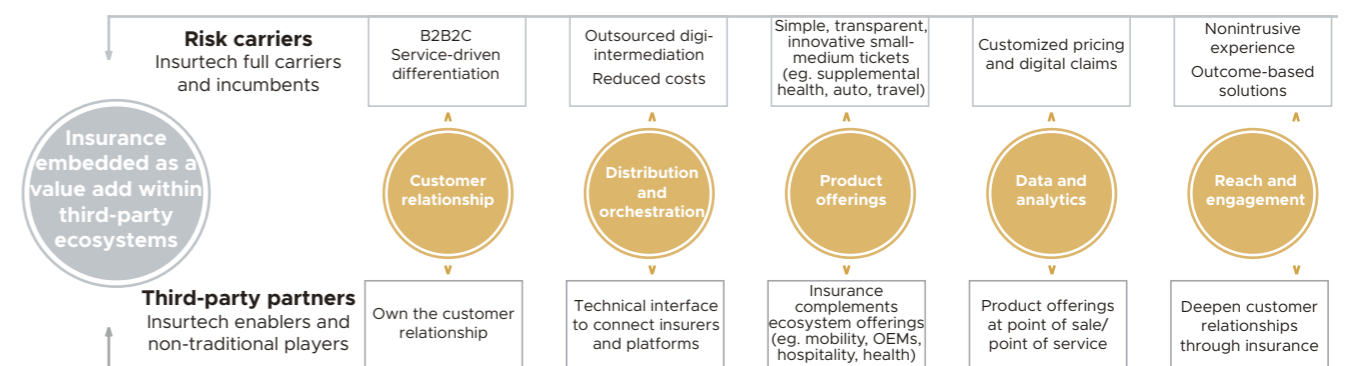 Risk carriers
Insurtech full carriers
and incumbents
B2B2C
Service-driven
differentiation
Outsourced digi-
intermediation
Reduced costs
Simple, transparent,
innovative small-
medium tickets
(eg. supplemental
health, auto, travel)
Customized pricing
and digital claims
Nonintrusive
experience
Outcome-based
solutions
Insurance
embedded as a
value add within
third-party
ecosystems
Customer
relationship
Distribution
and
orchestration
Product
offerings
Data and
analytics
Reach and
engagement
Third-party partners
Insurtech enablers and
non-traditional players
Own the customer
relationship
Technical interface
to connect insurers
and platforms
Insurance
complements
ecosystem offerings
(eg. mobility, OEMs,
hospitality, health)
Product offerings
at point of sale/
point of service
Deepen customer
relationships
through insurance